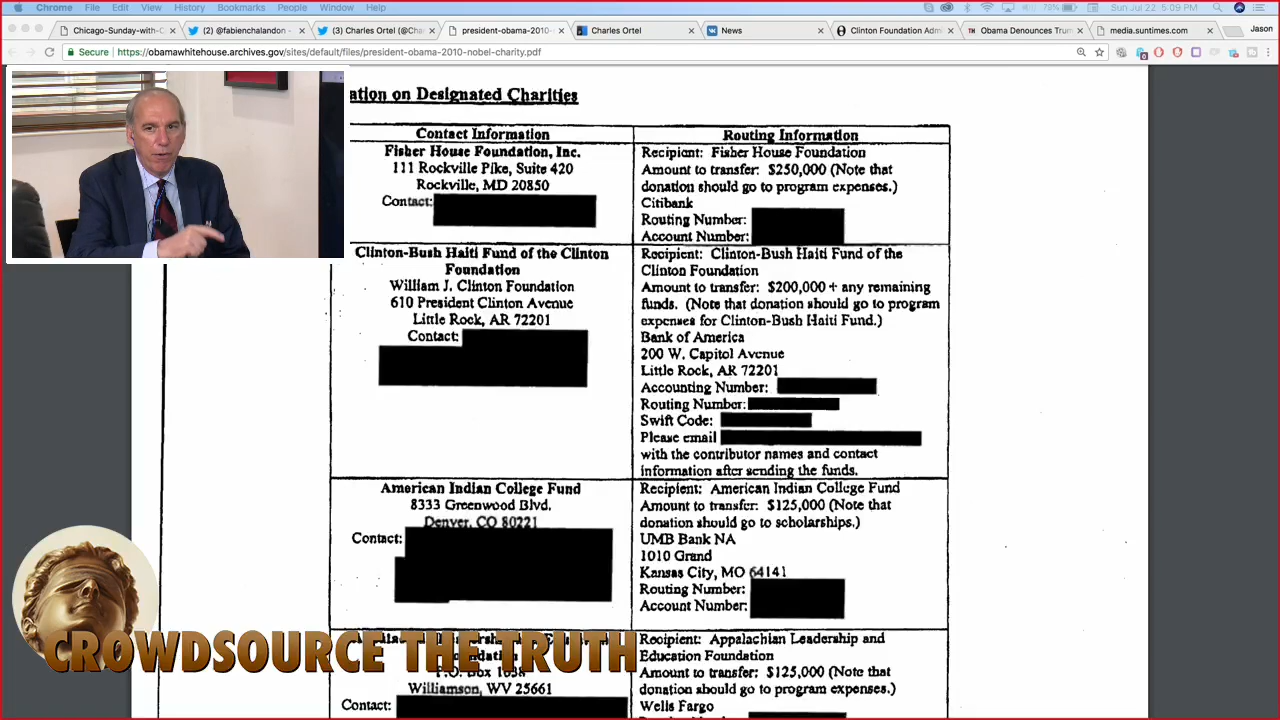 Chrome File Edit View History Bookmarks People Window Help
79% Sun Jul 22 5:09 PM
Chicago-Sunday-with-C
(2) @fabienchalandon -
(3) Charles Ortel (@Cha
president-obama-2010-
Charles Ortel
News
Clinton Foundation Adm
Obama Denounces Trum
media.suntimes.com
Jason
Secure https://obamawhitehouse.archives.gov/sites/default/files/president-obama-2010-nobel-charity.pdf
ation on Designated Charities
Contact Information
Fisher House Foundation, Inc.
111 Rockville Pike, Suite 420
Rockville, MD 20850
Contact:
Clinton-Bush Haiti Fund of the Clinton
Foundation
William J. Clinton Foundation
610 President Clinton Avenue
Little Rock, AR 72201
Contact:
American Indian College Fund
8333 Greenwood Blvd.
Denver, CO 80221
Contact:
P.O. Box 1038
Williamson, WV 25661
Contact:
Routing Information
Recipient: Fisher House Foundation
Amount to transfer: $250,000 (Note that
donation should go to program expenses.)
Citibank
Routing Number:
Account Number:
Recipient: Clinton-Bush Haiti Fund of the
Clinton Foundation
Amount to transfer: $200,000 + any remaining
funds. (Note that donation should go to program
expenses for Clinton-Bush Haiti Fund.)
Bank of America
200 W. Capitol Avenue
Little Rock, AR 72201
Accounting Number:
Routing Number:
Swift Code:
Please email
with the contributor names and contact
information after sending the funds.
Recipient: American Indian College Fund
Amount to transfer: $125,000 (Note that
donation should go to scholarships.)
UMB Bank NA
1010 Grand
Kansas City, MO 64141
Routing Number:
Account Number:
Recipient: Appalachian Leadership and
Education Foundation
Amount to transfer: $125,000 (Note that
donation should go to program expenses.)
Wells Fargo
CROWDSOURCE THE TRUTH